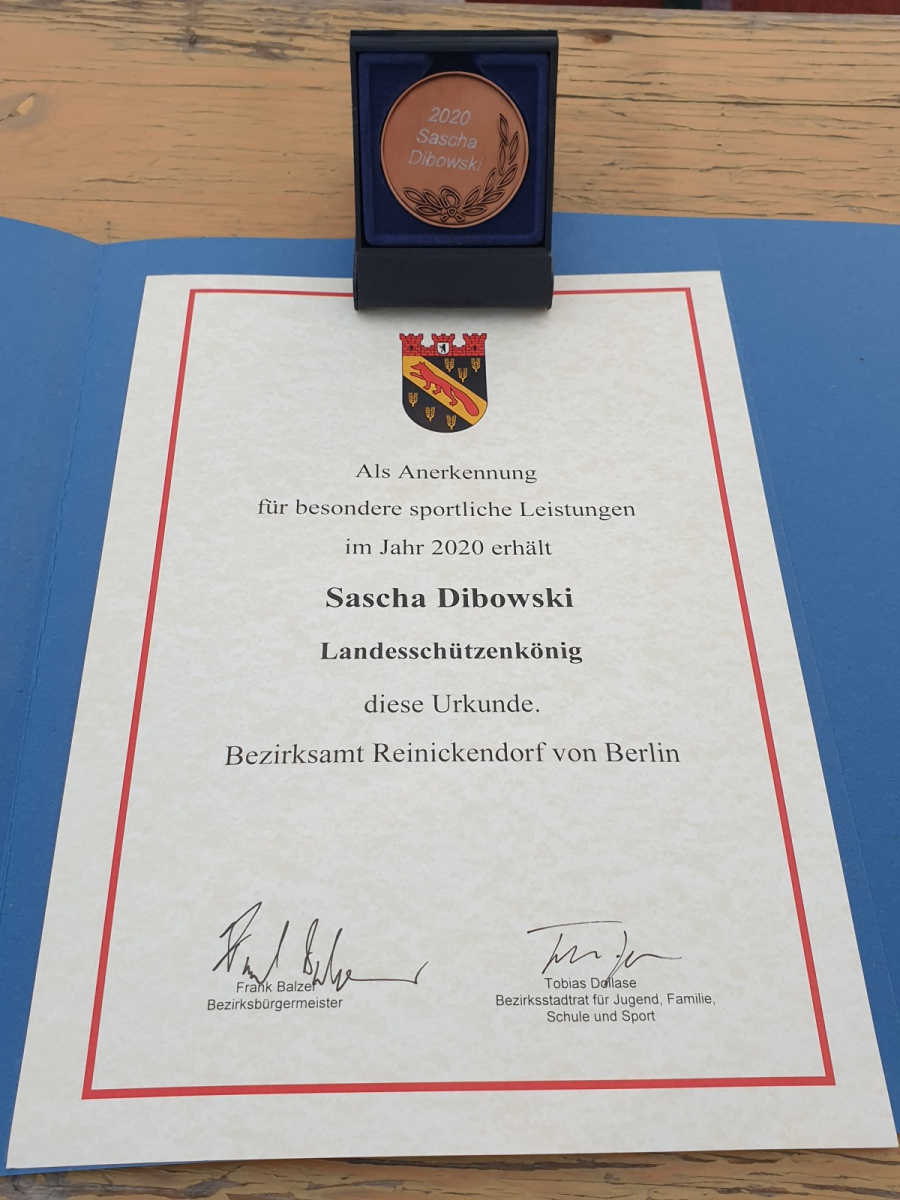 2020
Sascha
Dibowski
Als Anerkennung
für besondere sportliche Leistungen
im Jahr 2020 erhält
Sascha Dibowski
Landesschützenkönig
diese Urkunde.
Bezirksamt Reinickendorf von Berlin
Frank Balzer
Bezirksbürgermeister
Tobias Dollase
Bezirksstadtrat für Jugend, Familie,
Schule und Sport